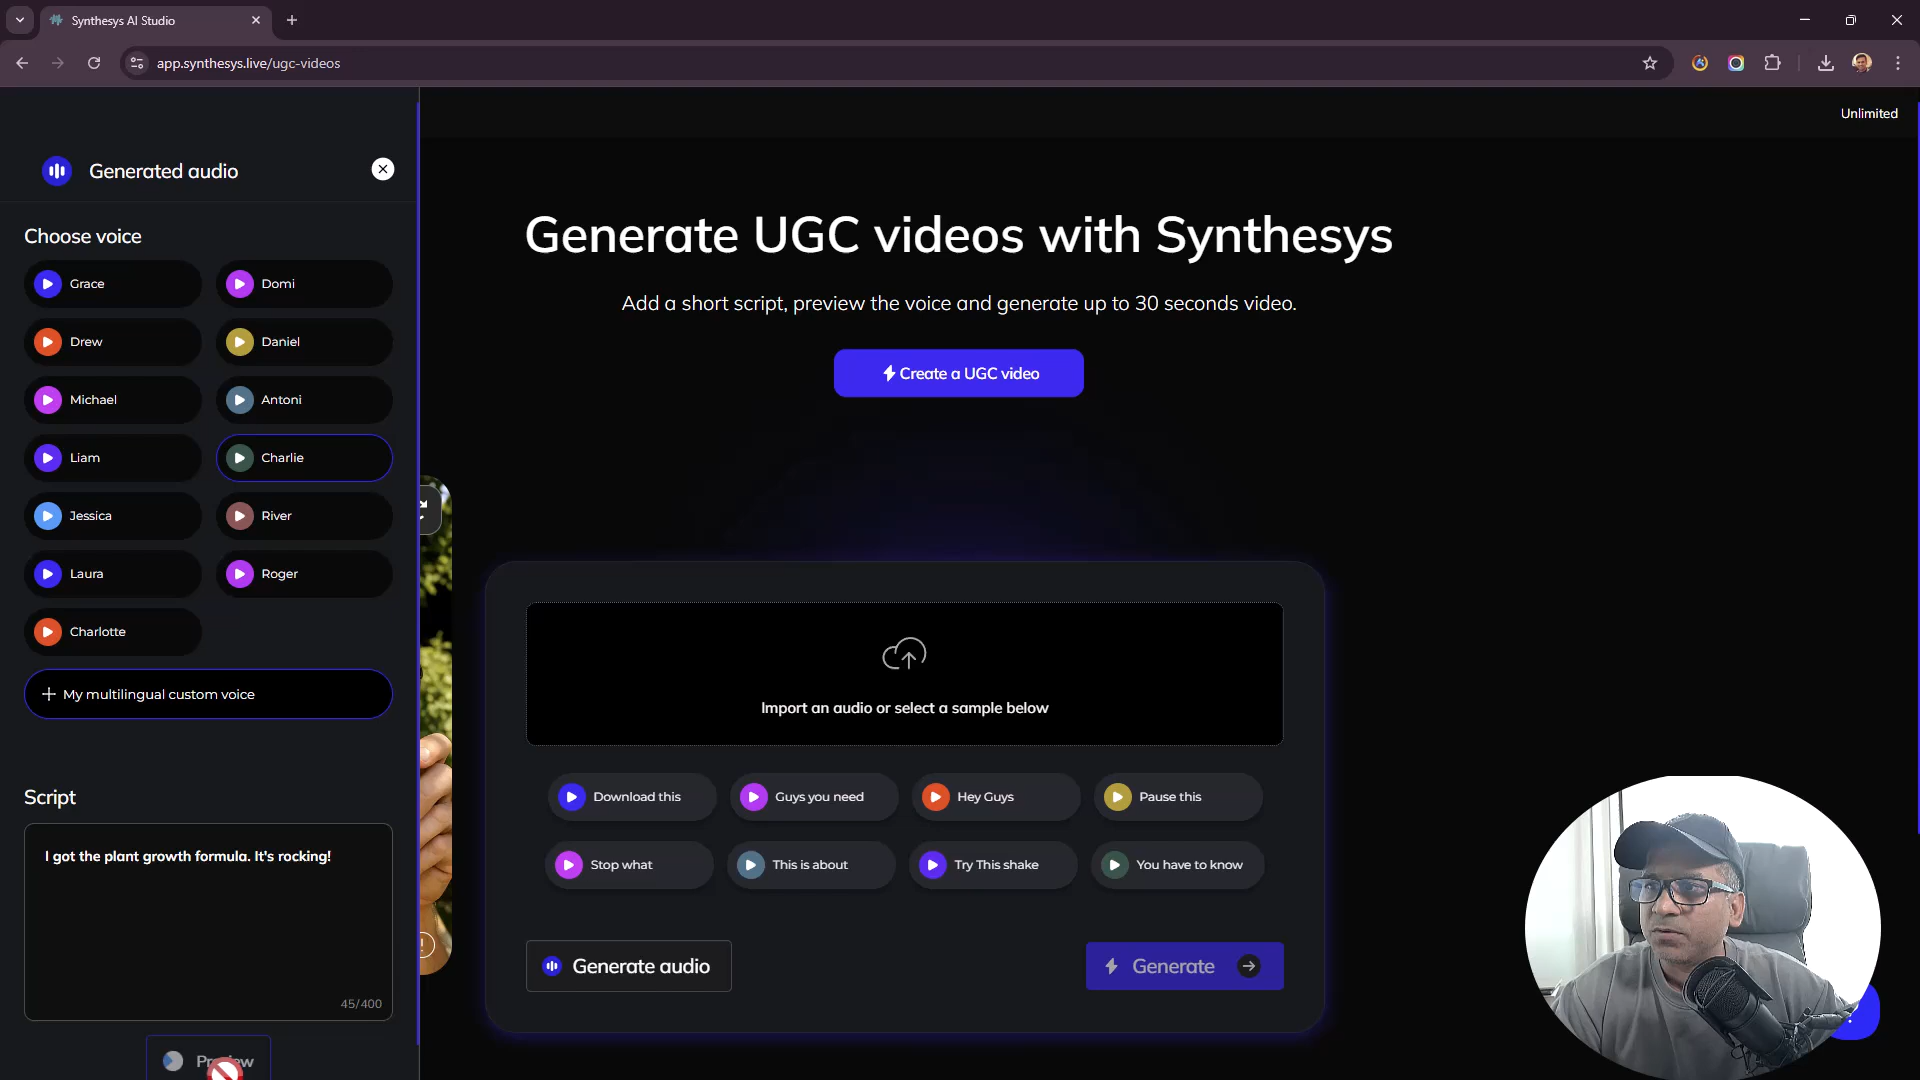 Synthesys AI Studio
app.synthesys.live/ugc-videos
Unlimited
Generated audio
Choose voice
Grace
Domi
Drew
Daniel
Michael
Antoni
Liam
Charlie
Jessica
River
Laura
Roger
Charlotte
My multilingual custom voice
Script
I got the plant growth formula. It's rocking!
45/400
Preview
Generate UGC videos with Synthesys
Add a short script, preview the voice and generate up to 30 seconds video.
Create a UGC video
Import an audio or select a sample below
Download this
Guys you need
Hey Guys
Pause this
Stop what
This is about
Try This shake
You have to know
Generate audio
Generate